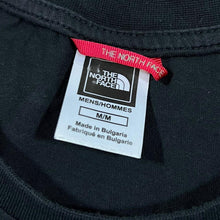 THE NORTH FACE
THE
NORTH
FACE
MENS/HOMMES
M/M
Made in Bulgaria
Fabriqué en Bulgarie